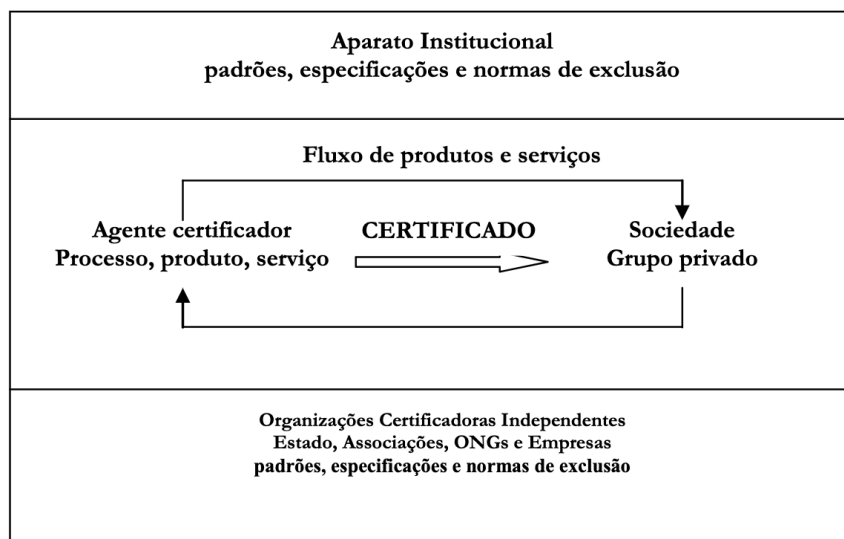 Aparato Institucional
padrões, especificações e normas de exclusão
Fluxo de produtos e serviços
Agente certificador
Processo, produto, serviço
CERTIFICADO
Sociedade
Grupo privado
Organizações Certificadoras Independentes
Estado, Associações, ONGs e Empresas
padrões, especificações e normas de exclusão